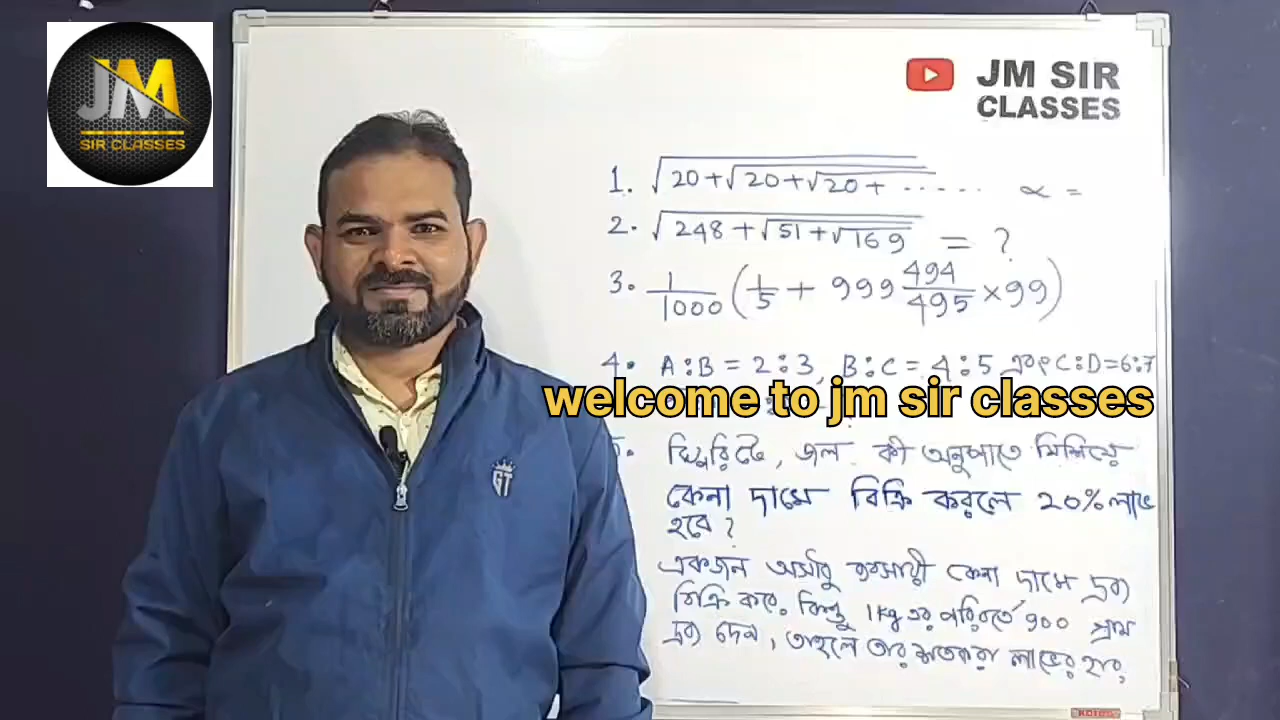 JM
SIR CLASSES
JM SIR
CLASSES
1. √20+√20+√20+ ....... ∝ =
2. √248+√51+√169 = ?
3. 1/1000 (1/5 + 999 494/495 ×99)
4. A:B = 2:3, B:C = 4:5 এবং C:D=6:7
welcome to jm sir classes
জল কী অনুপাতে মিশিয়ে
কেনা দামে বিক্রি করলে 20% লাভ
হবে ?
একজন অসাধু ব্যবসায়ী কেনা দামে দ্রব্য
বিক্রি করে, কিন্তু 1kg এর পরিবর্তে 900 গ্রাম
দ্রব্য দেন, তাহলে তার শতকরা লাভের হার
GT
KORES